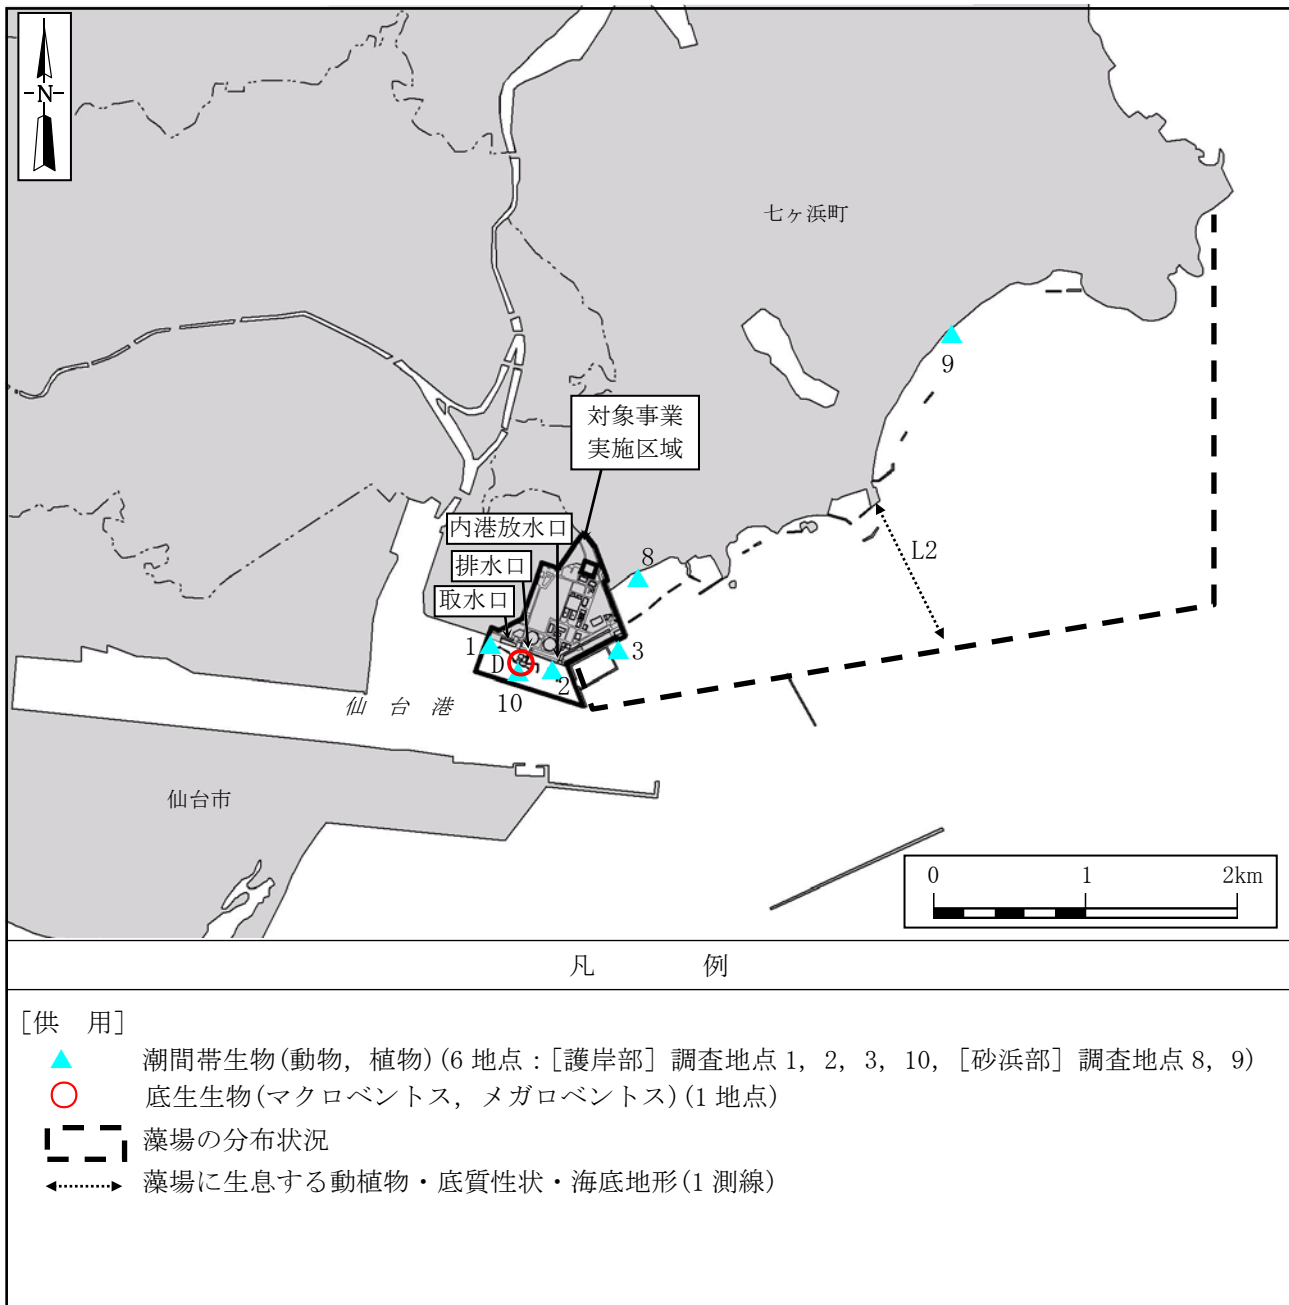 N
七ヶ浜町
9
対象事業
実施区域
L2
内港放水口
8
排水口
取水口
1
D
2
3
10
仙 台 港
仙台市
0 1 2km
凡 例
[供 用]
潮間帯生物(動物, 植物)(6 地点：[護岸部] 調査地点 1, 2, 3, 10, [砂浜部] 調査地点 8, 9)
底生生物(マクロベントス, メガロベントス)(1 地点)
藻場の分布状況
藻場に生息する動植物・底質性状・海底地形(1 測線)